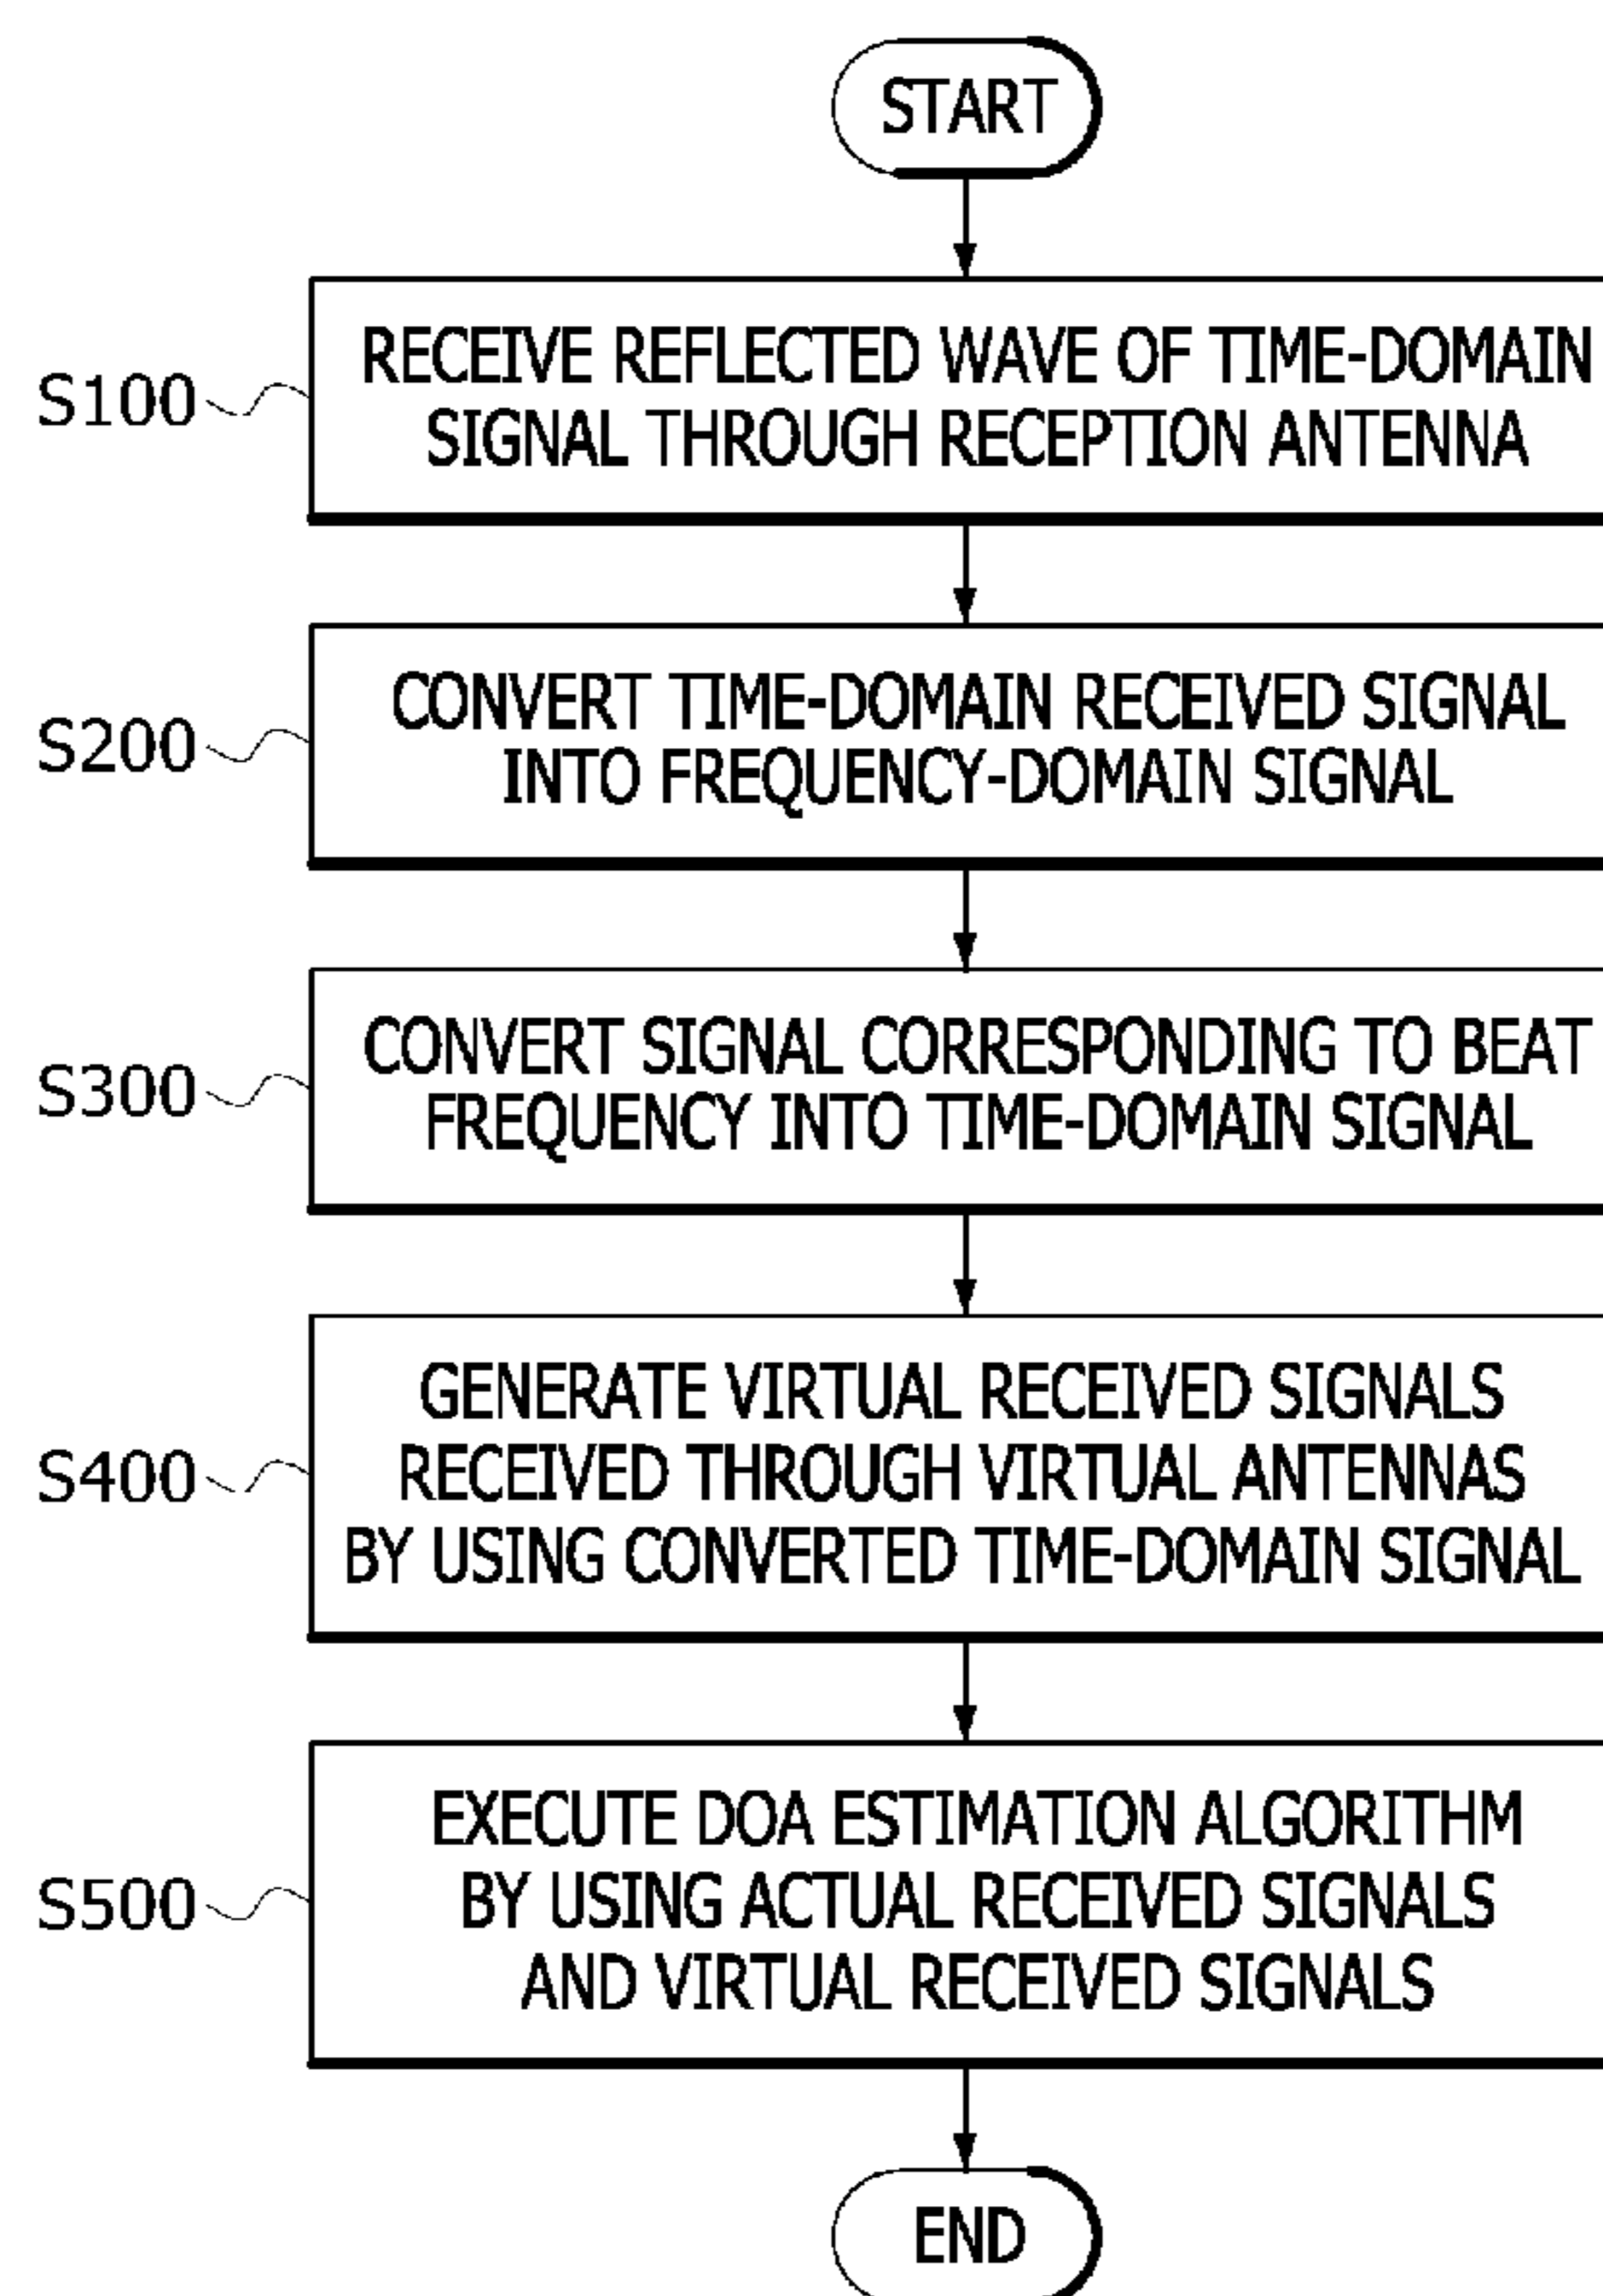 START
S100
RECEIVE REFLECTED WAVE OF TIME-DOMAIN
SIGNAL THROUGH RECEPTION ANTENNA
S200
CONVERT TIME-DOMAIN RECEIVED SIGNAL
INTO FREQUENCY-DOMAIN SIGNAL
S300
CONVERT SIGNAL CORRESPONDING TO BEAT
FREQUENCY INTO TIME-DOMAIN SIGNAL
S400
GENERATE VIRTUAL RECEIVED SIGNALS
RECEIVED THROUGH VIRTUAL ANTENNAS
BY USING CONVERTED TIME-DOMAIN SIGNAL
S500
EXECUTE DOA ESTIMATION ALGORITHM
BY USING ACTUAL RECEIVED SIGNALS
AND VIRTUAL RECEIVED SIGNALS
END